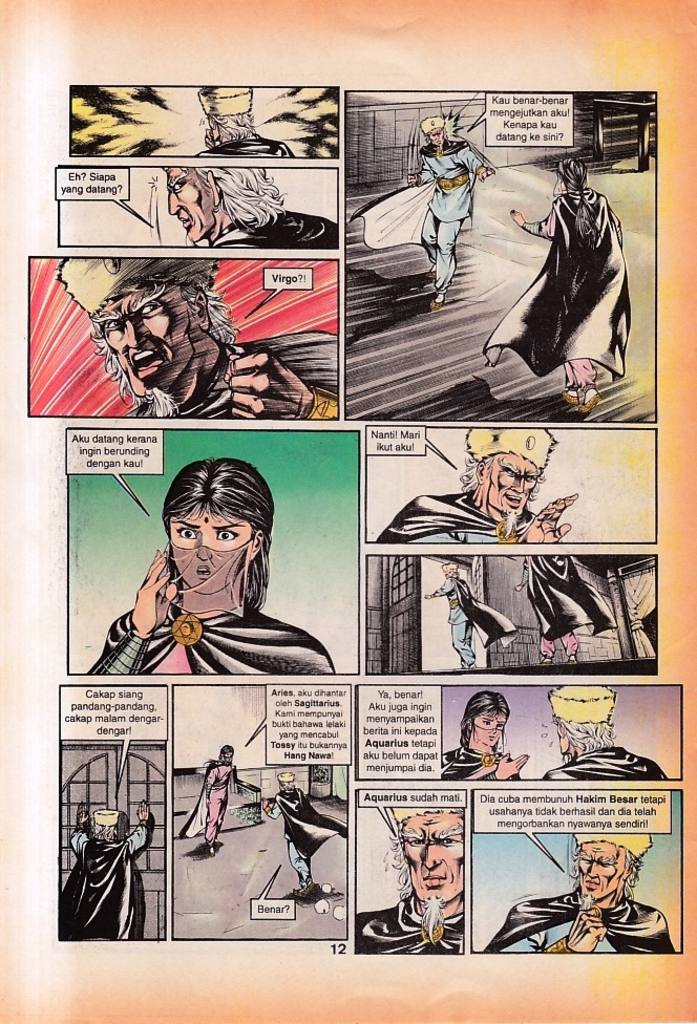 Eh? Siapa
yang datang?
Virgo?!
Kau benar-benar
mengejutkan aku!
Kenapa kau
datang ke sini?
Aku datang kerana
ingin berunding
dengan kau!
Nanti! Mari
ikut aku!
Cakap siang
pandang-pandang,
cakap malam dengar-
dengar!
Aries, aku dihantar
oleh Sagittarius.
Kami mempunyai
bukti bahawa lelaki
yang mencabul
Tossy itu bukannya
Hang Nawa!
Benar?
Ya, benar!
Aku juga ingin
menyampaikan
berita ini kepada
Aquarius tetapi
aku belum dapat
menjumpai dia.
Aquarius sudah mati.
Dia cuba membunuh Hakim Besar tetapi
usahanya tidak berhasil dan dia telah
mengorbankan nyawanya sendiri!
12